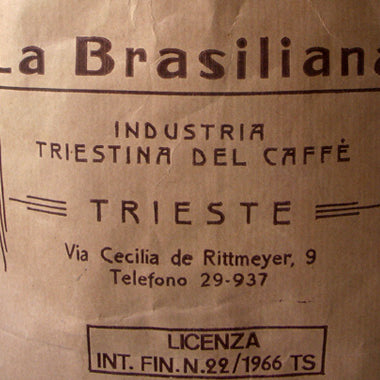 La Brasiliana
INDUSTRIA
TRIESTINA DEL CAFFÈ
TRIESTE
Via Cecilia de Rittmeyer, 9
Telefono 29-937
LICENZA
INT. FIN.N.22/1966 TS